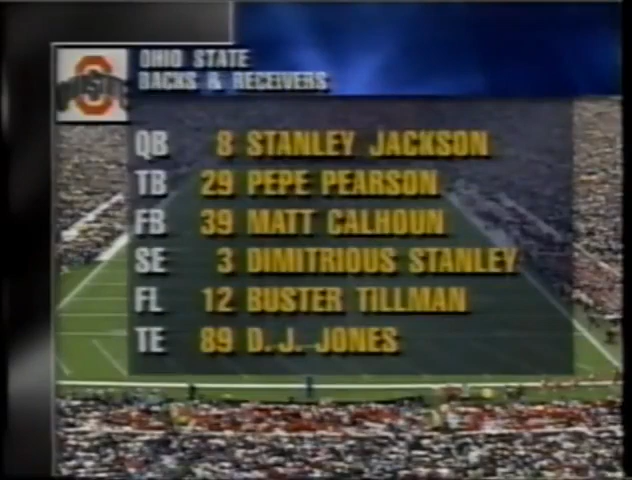 OHIO STATE
BACKS & RECEIVERS
QB 8 STANLEY JACKSON
TB 29 PEPE PEARSON
FB 39 MATT CALHOUN
SE 3 DIMITRIOUS STANLEY
FL 12 BUSTER TILLMAN
TE 89 D.J. JONES